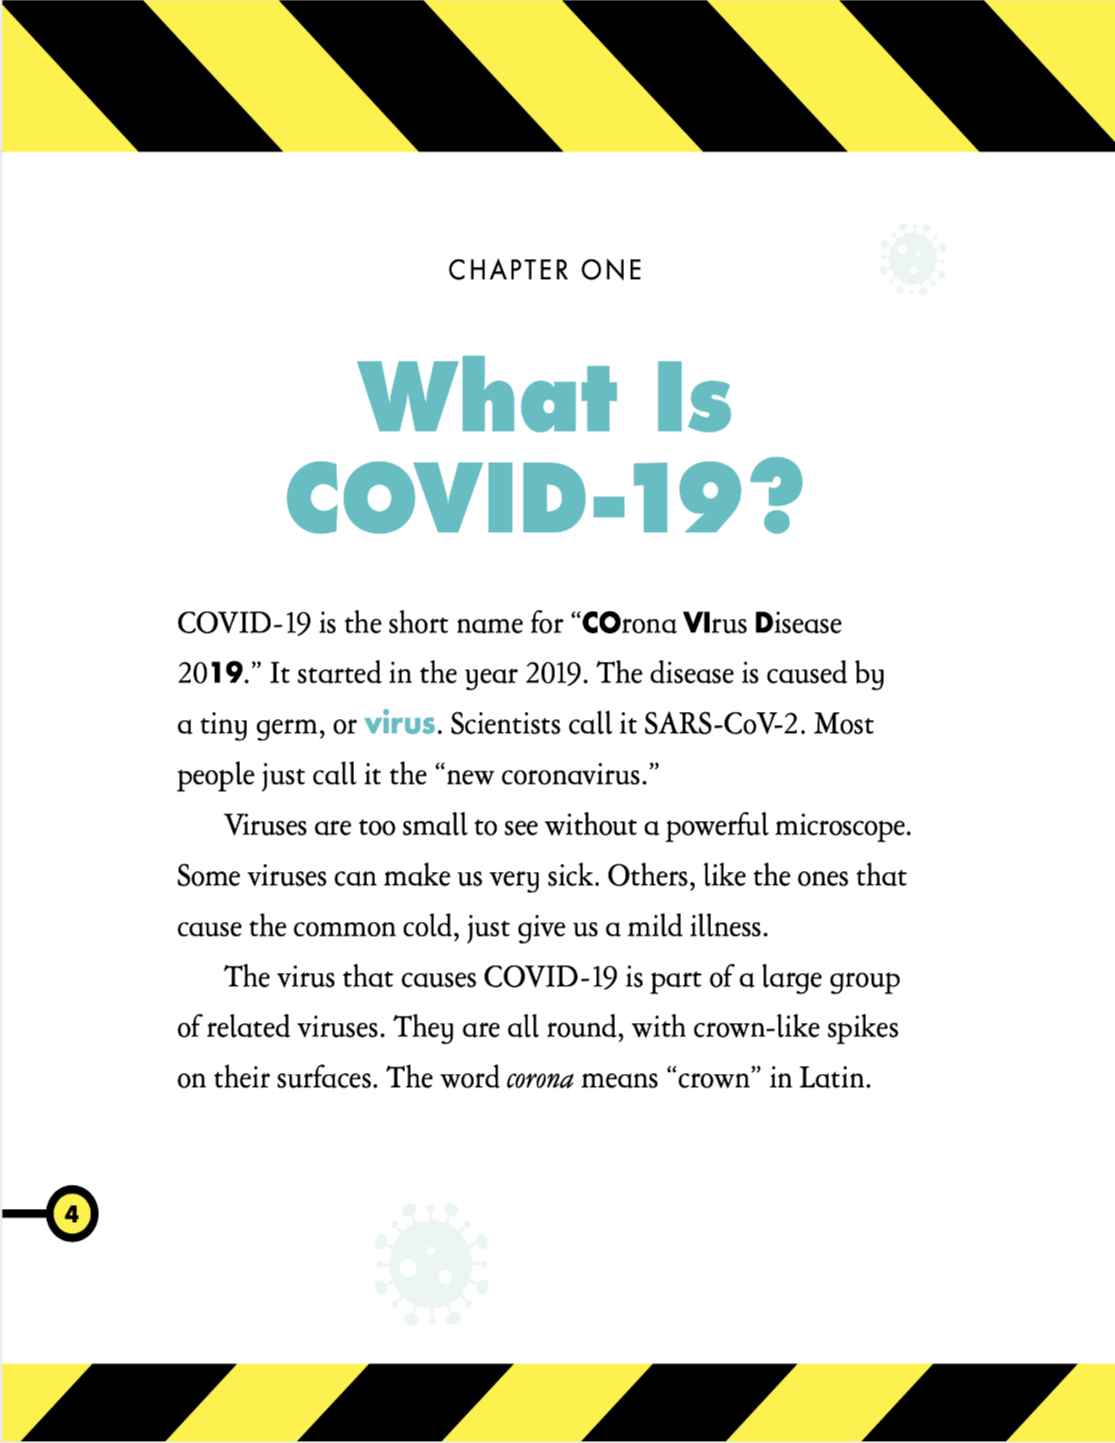 CHAPTER ONE
What Is
COVID-19?
COVID-19 is the short name for “COrona VIrus Disease
2019.” It started in the year 2019. The disease is caused by
a tiny germ, or virus. Scientists call it SARS-CoV-2. Most
people just call it the “new coronavirus.”
Viruses are too small to see without a powerful microscope.
Some viruses can make us very sick. Others, like the ones that
cause the common cold, just give us a mild illness.
The virus that causes COVID-19 is part of a large group
of related viruses. They are all round, with crown-like spikes
on their surfaces. The word corona means “crown” in Latin.
4